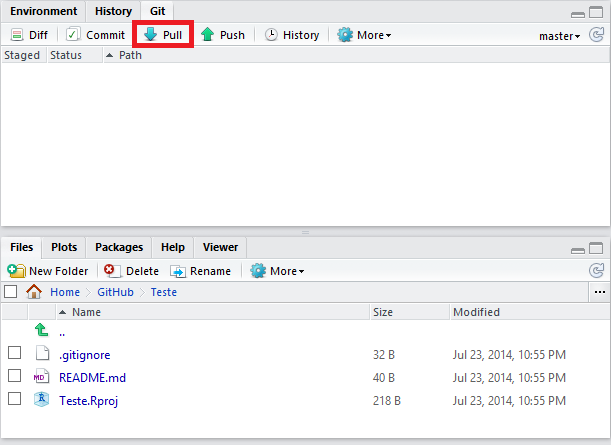 Environment History Git
Diff Commit Pull Push History More master
Staged Status Path
Files Plots Packages Help Viewer
New Folder Delete Rename More
Home GitHub Teste ...
Name Size Modified
..
.gitignore 32 B Jul 23, 2014, 10:55 PM
MD README.md 40 B Jul 23, 2014, 10:55 PM
R Teste.Rproj 218 B Jul 23, 2014, 10:55 PM